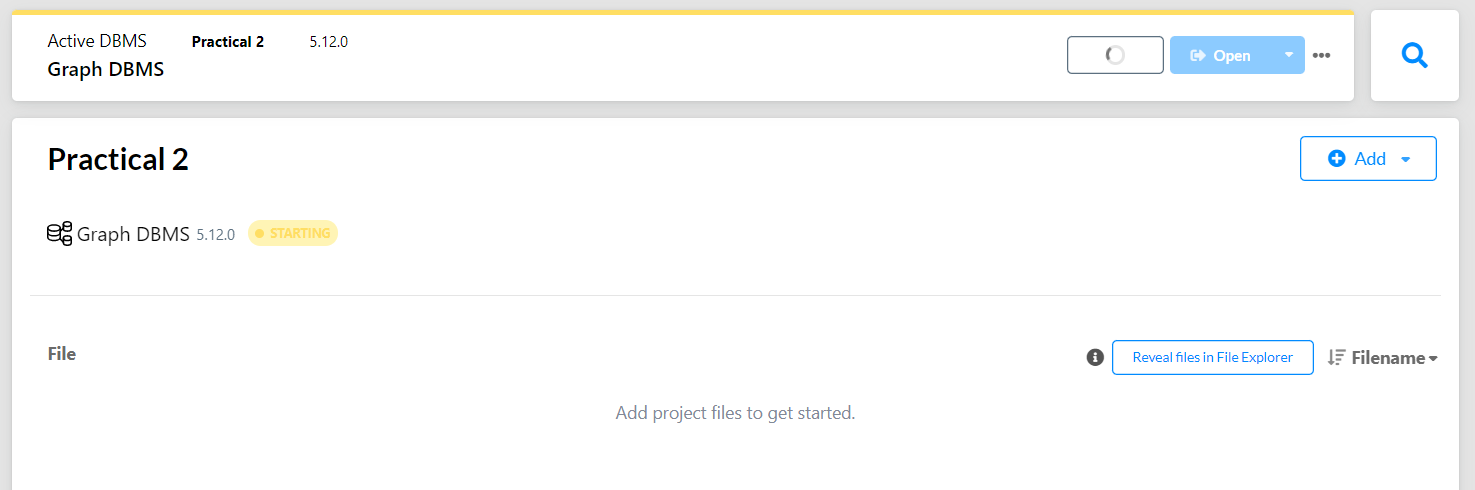 Active DBMS Practical 2 5.12.0
Graph DBMS
Open
Practical 2
Add
Graph DBMS 5.12.0 STARTING
File
Reveal files in File Explorer
Filename
Add project files to get started.